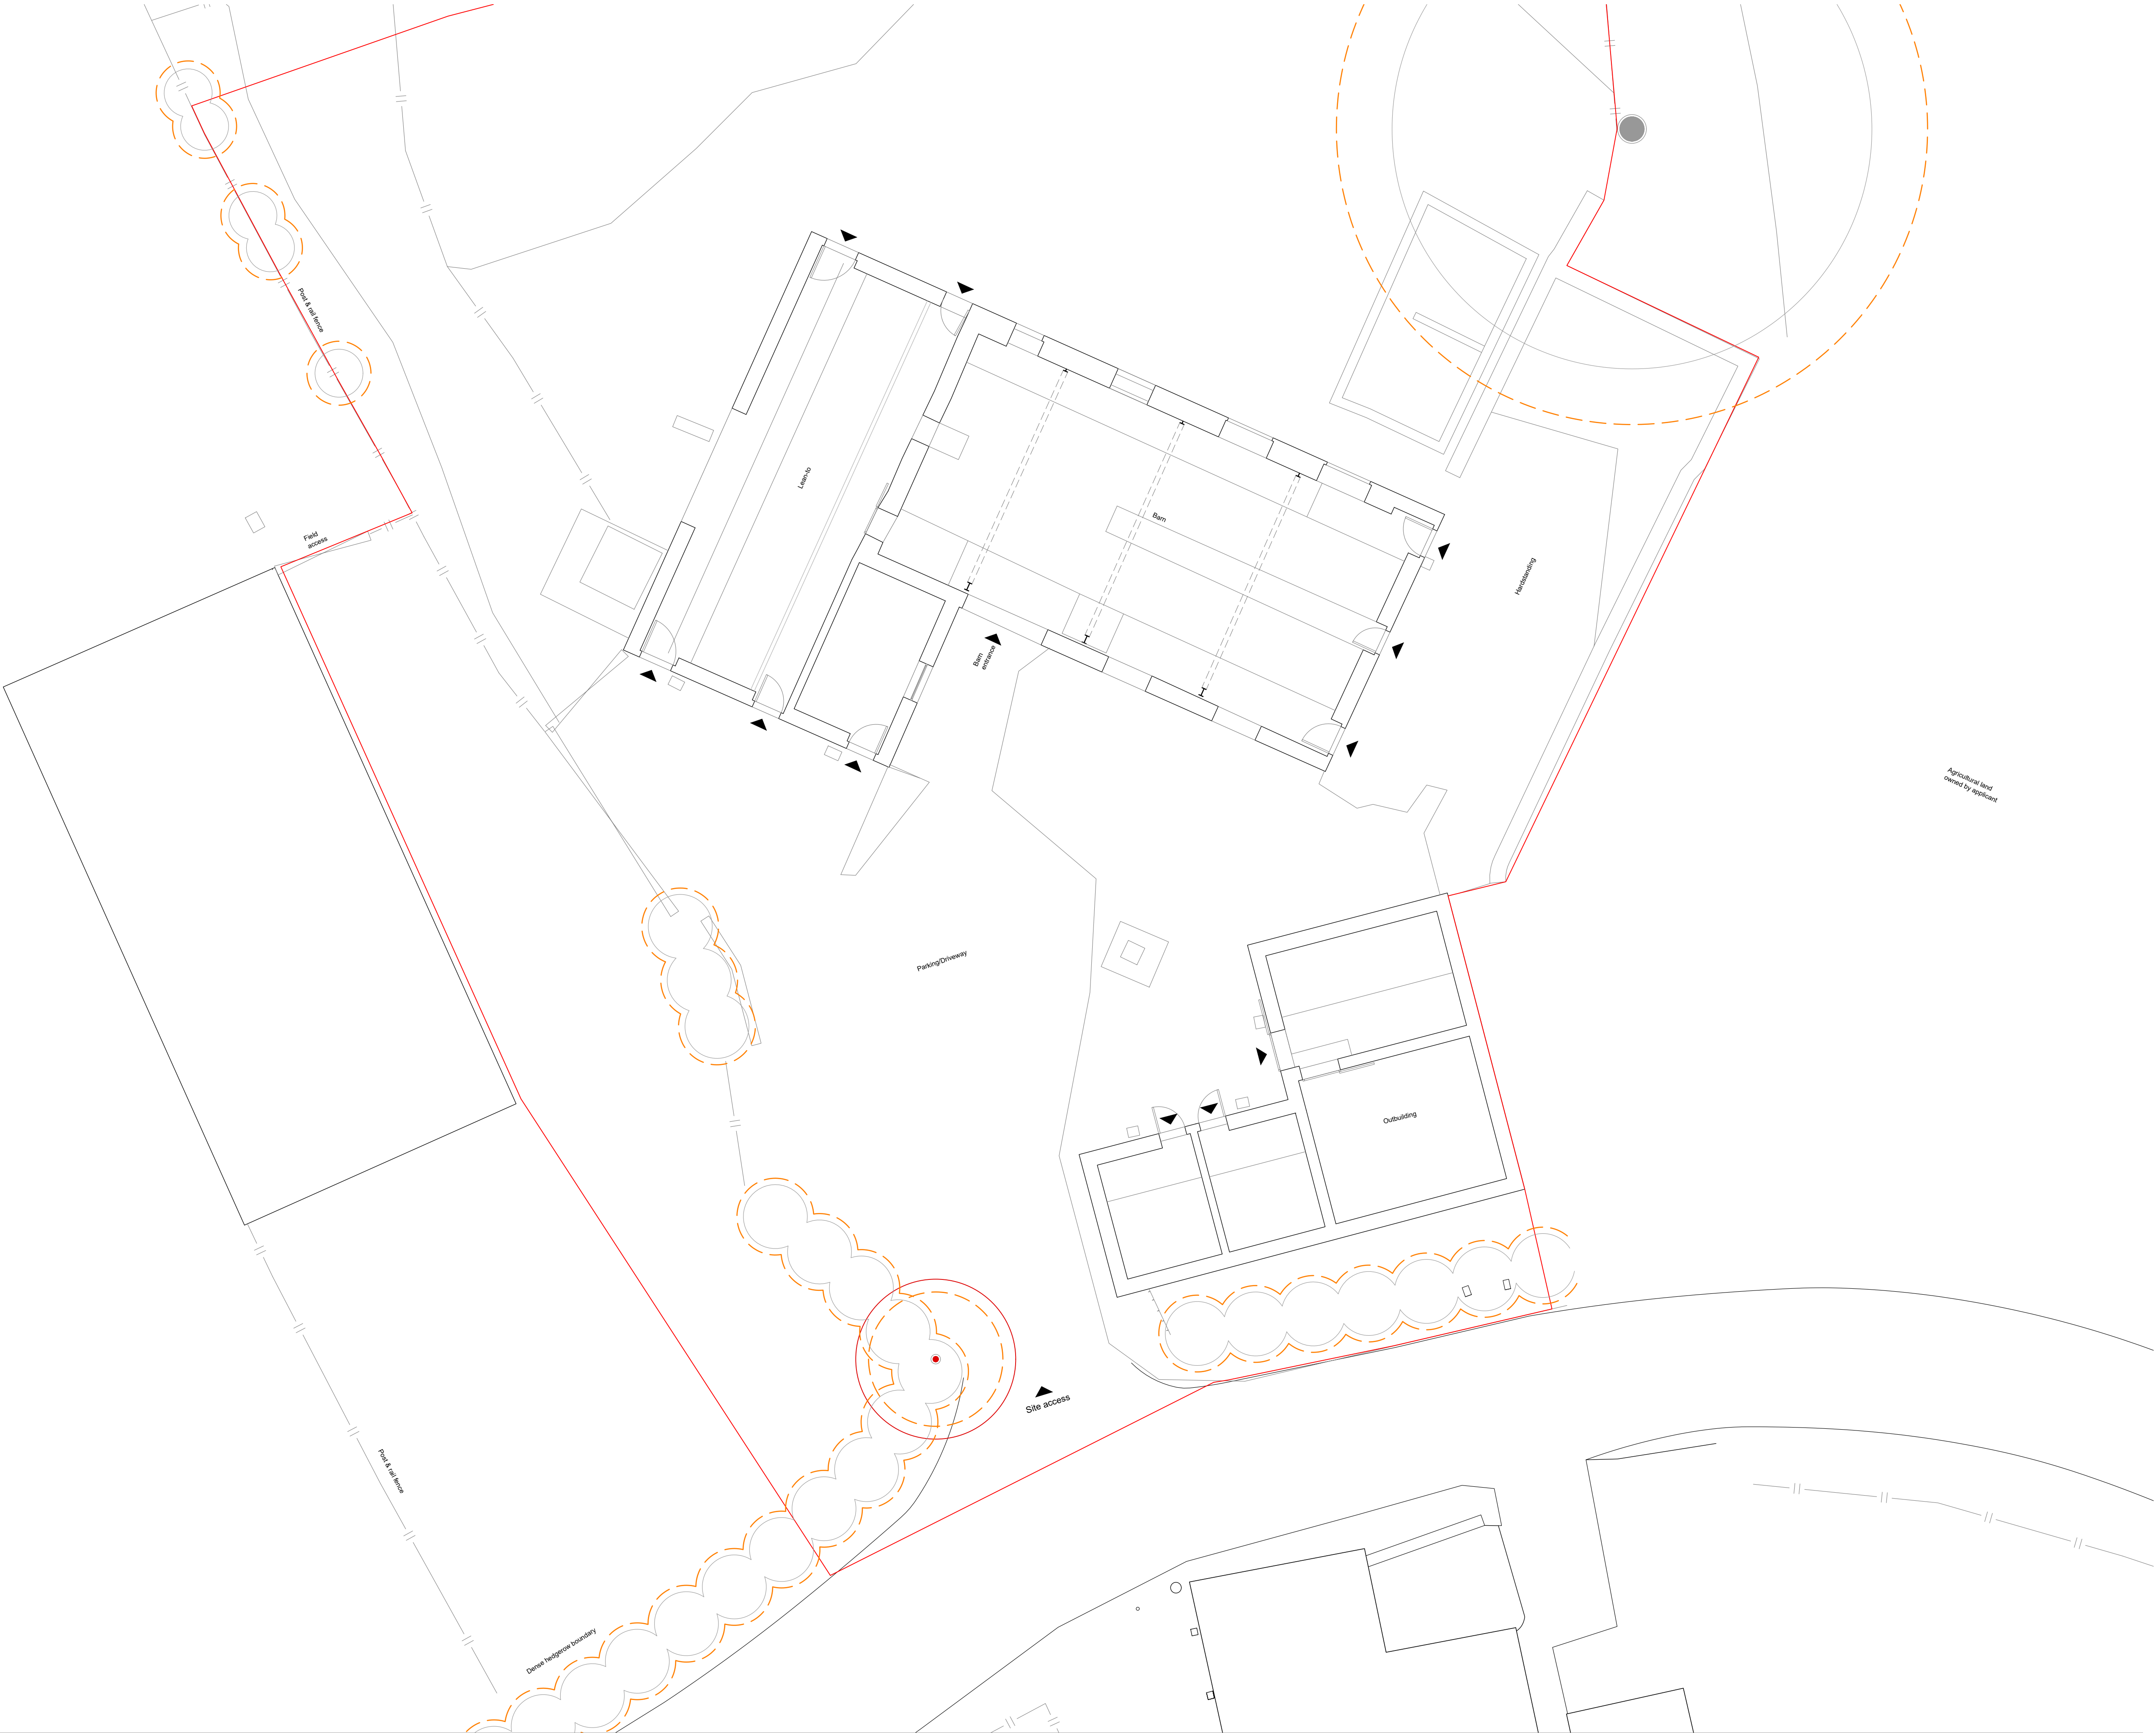 Post & rail fence
Lean-to
Barn
Field
access
Hardstanding
Barn
entrance
Agricultural land
owned by applicant
Parking/Driveway
Outbuilding
Site access
Post & rail fence
Dense hedgerow boundary